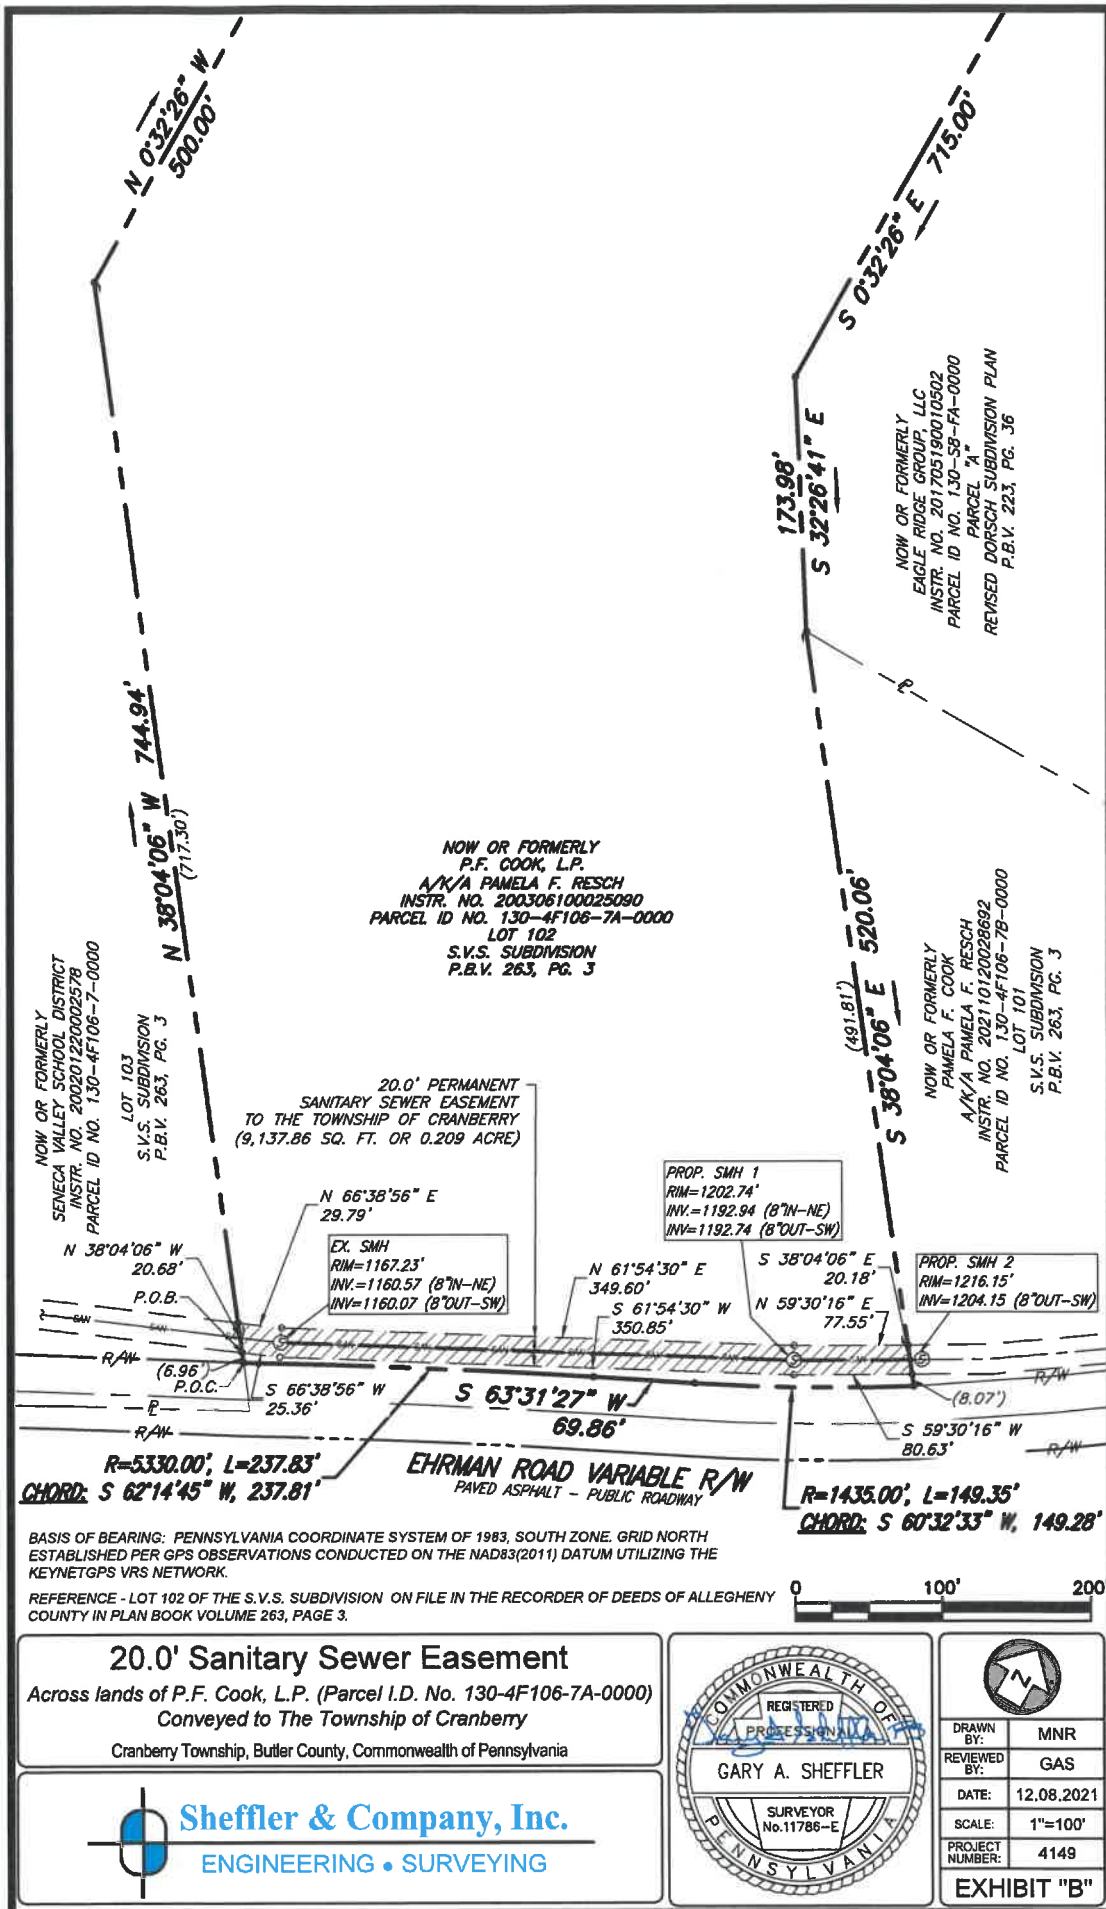 N 0°32'26" W
500.00'
S 0°32'26" E 715.00'
173.98'
S 32°26'41" E
NOW OR FORMERLY
EAGLE RIDGE GROUP, LLC
INSTR. NO. 201705190010502
PARCEL ID NO. 130-S8-FA-0000
PARCEL "A"
REVISED DORSCH SUBDIVISION PLAN
P.B.V. 223, PG. 36
N 38°04'06" W 744.94'
(717.30')
NOW OR FORMERLY
P.F. COOK, L.P.
A/K/A PAMELA F. RESCH
INSTR. NO. 200306100025090
PARCEL ID NO. 130-4F106-7A-0000
LOT 102
S.V.S. SUBDIVISION
P.B.V. 263, PG. 3
S 38°04'06" E 520.06'
(491.81')
NOW OR FORMERLY
SENECA VALLEY SCHOOL DISTRICT
INSTR. NO. 200201220002578
PARCEL ID NO. 130-4F106-7-0000
LOT 103
S.V.S. SUBDIVISION
P.B.V. 263, PG. 3
NOW OR FORMERLY
PAMELA F. COOK
A/K/A PAMELA F. RESCH
INSTR. NO. 202110120028692
PARCEL ID NO. 130-4F106-7B-0000
LOT 101
S.V.S. SUBDIVISION
P.B.V. 263, PG. 3
20.0' PERMANENT
SANITARY SEWER EASEMENT
TO THE TOWNSHIP OF CRANBERRY
(9,137.86 SQ. FT. OR 0.209 ACRE)
N 66°38'56" E
29.79'
N 38°04'06" W
20.68'
P.O.B.
EX. SMH
RIM=1167.23'
INV.=1160.57 (8"IN-NE)
INV=1160.07 (8"OUT-SW)
PROP. SMH 1
RIM=1202.74'
INV.=1192.94 (8"IN-NE)
INV=1192.74 (8"OUT-SW)
N 61°54'30" E
349.60'
S 61°54'30" W
350.85'
S 38°04'06" E
20.18'
N 59°30'16" E
77.55'
PROP. SMH 2
RIM=1216.15'
INV=1204.15 (8"OUT-SW)
SAN
SAN
SAN
SAN
SAN
SAN
R/W
(6.96')
P.O.C.
S 66°38'56" W
25.36'
S 63°31'27" W
69.86'
(8.07')
R/W
S 59°30'16" W
80.63'
R/W
R/W
R=5330.00', L=237.83'
CHORD: S 62°14'45" W, 237.81'
EHRMAN ROAD VARIABLE R/W
PAVED ASPHALT - PUBLIC ROADWAY
R=1435.00', L=149.35'
CHORD: S 60°32'33" W, 149.28'
BASIS OF BEARING: PENNSYLVANIA COORDINATE SYSTEM OF 1983, SOUTH ZONE. GRID NORTH
ESTABLISHED PER GPS OBSERVATIONS CONDUCTED ON THE NAD83(2011) DATUM UTILIZING THE
KEYNETGPS VRS NETWORK.
REFERENCE - LOT 102 OF THE S.V.S. SUBDIVISION ON FILE IN THE RECORDER OF DEEDS OF ALLEGHENY
COUNTY IN PLAN BOOK VOLUME 263, PAGE 3.
0 100' 200'
20.0' Sanitary Sewer Easement
Across lands of P.F. Cook, L.P. (Parcel I.D. No. 130-4F106-7A-0000)
Conveyed to The Township of Cranberry
Cranberry Township, Butler County, Commonwealth of Pennsylvania
Sheffler & Company, Inc.
ENGINEERING • SURVEYING
COMMONWEALTH OF
REGISTERED
PROFESSIONAL
GARY A. SHEFFLER
SURVEYOR
No.11786-E
PENNSYLVANIA
N
DRAWN BY: MNR
REVIEWED BY: GAS
DATE: 12.08.2021
SCALE: 1"=100'
PROJECT NUMBER: 4149
EXHIBIT "B"